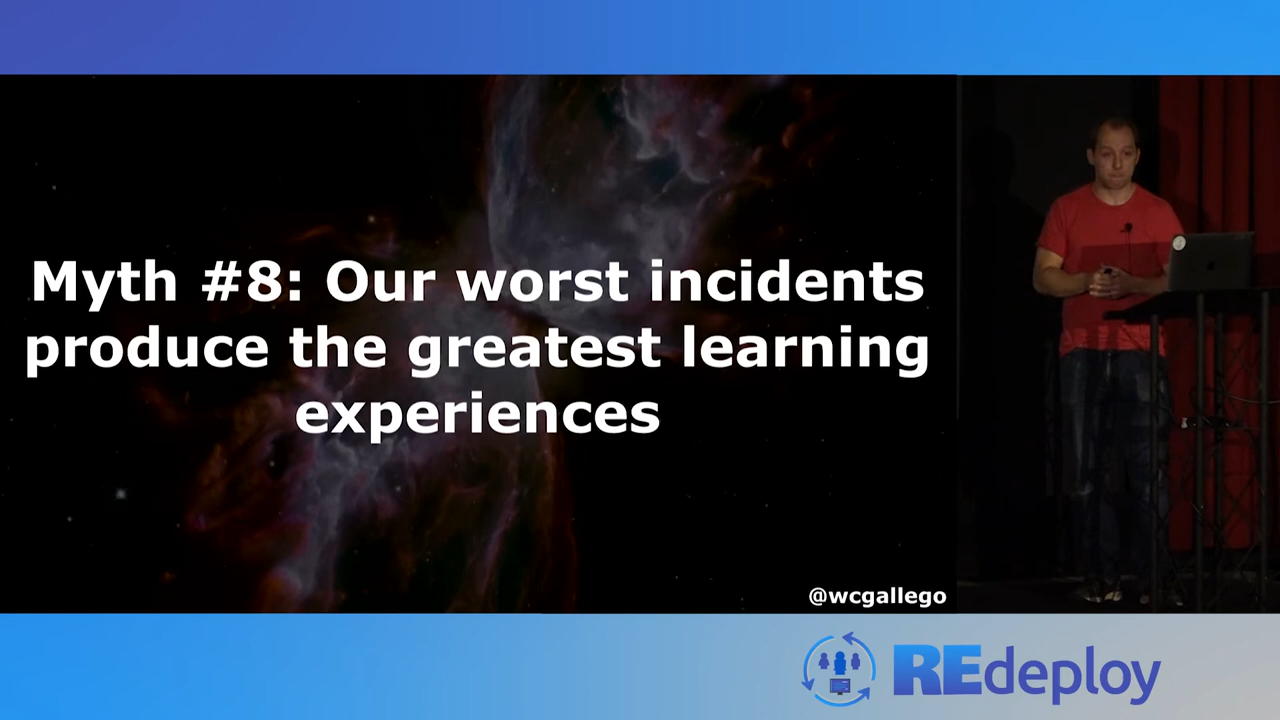 Myth #8: Our worst incidents
produce the greatest learning
experiences
@wcgallego
REdeploy